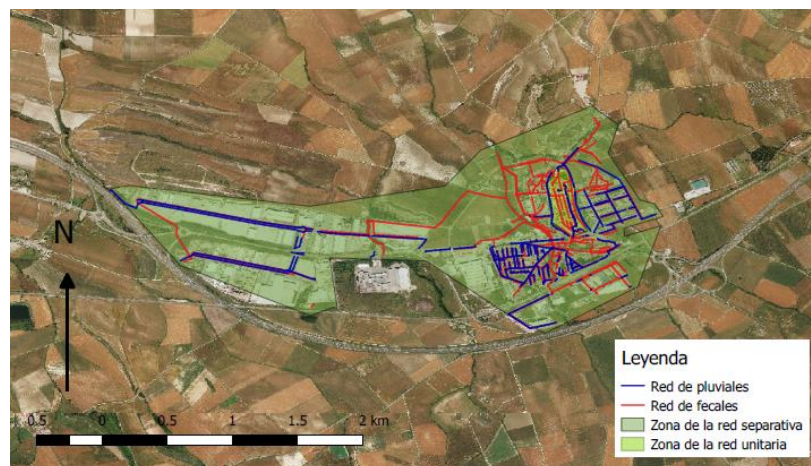 N
0.5 0 0.5 1 1.5 2 km
Leyenda
Red de pluviales
Red de fecales
Zona de la red separativa
Zona de la red unitaria